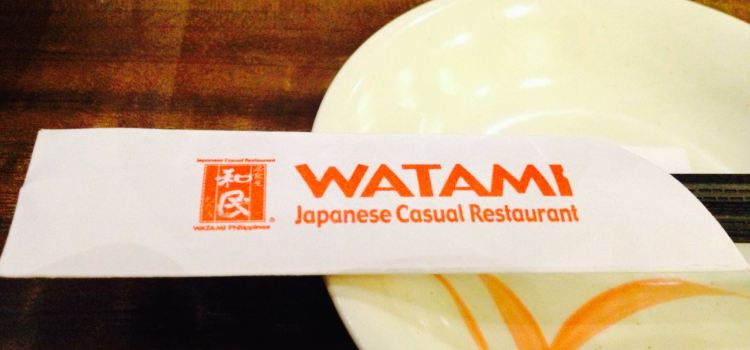 Japanese Casual Restaurant
和民
WATAMI Philippines
WATAMI
Japanese Casual Restaurant